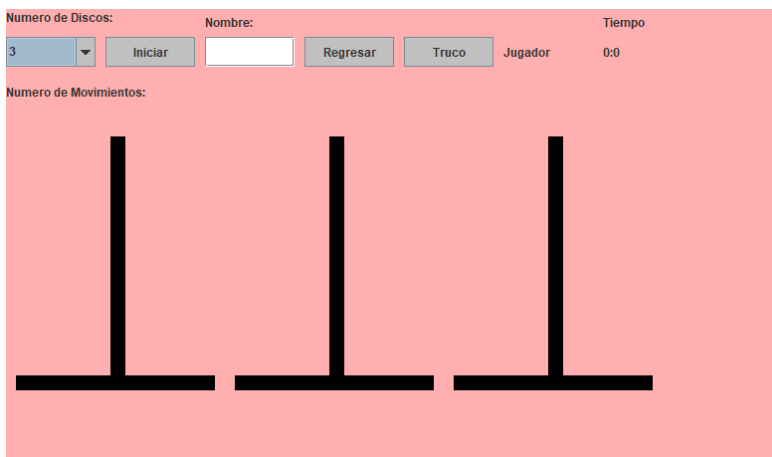 Numero de Discos:
Nombre:
Tiempo
3
Iniciar
Regresar
Truco
Jugador
0:0
Numero de Movimientos: